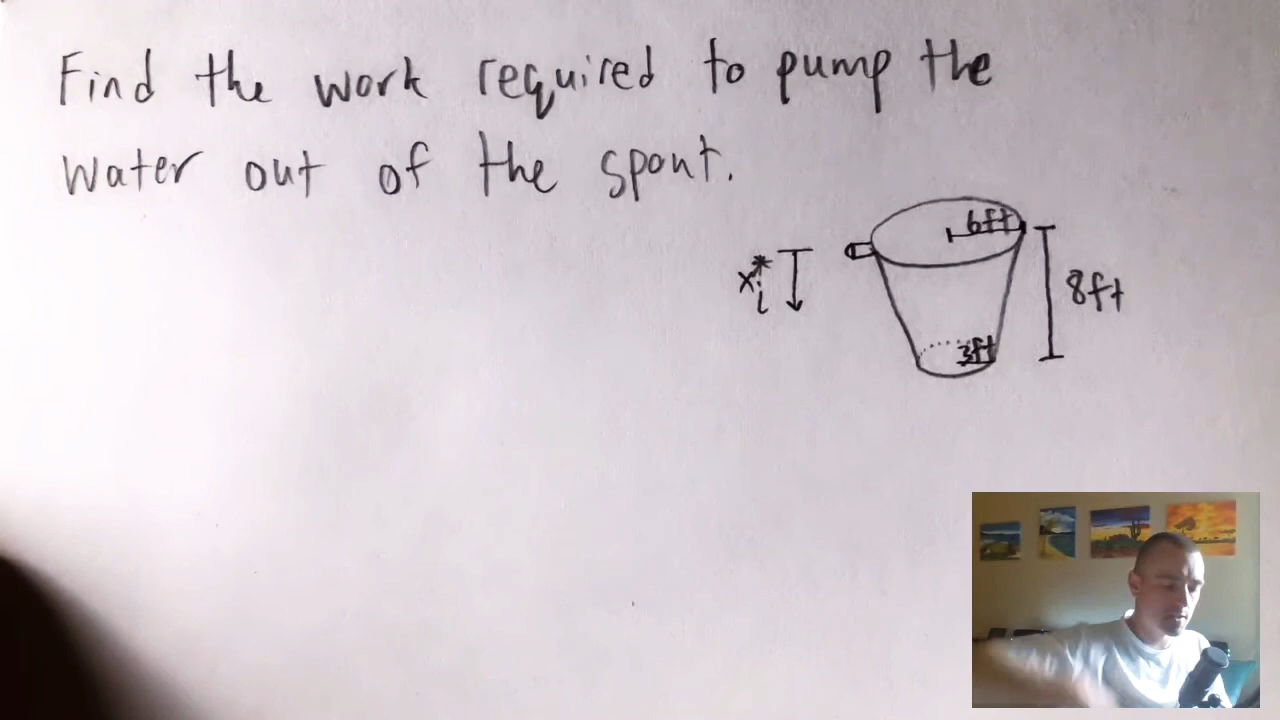 Find the work required to pump the
water out of the spout.
6ft
x*i
8ft
3ft